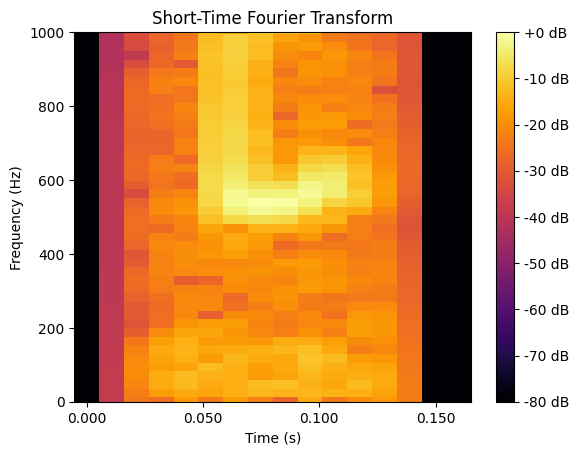 Short-Time Fourier Transform
Frequency (Hz)
1000
800
600
400
200
0
0.000
0.050
0.100
0.150
Time (s)
+0 dB
-10 dB
-20 dB
-30 dB
-40 dB
-50 dB
-60 dB
-70 dB
-80 dB